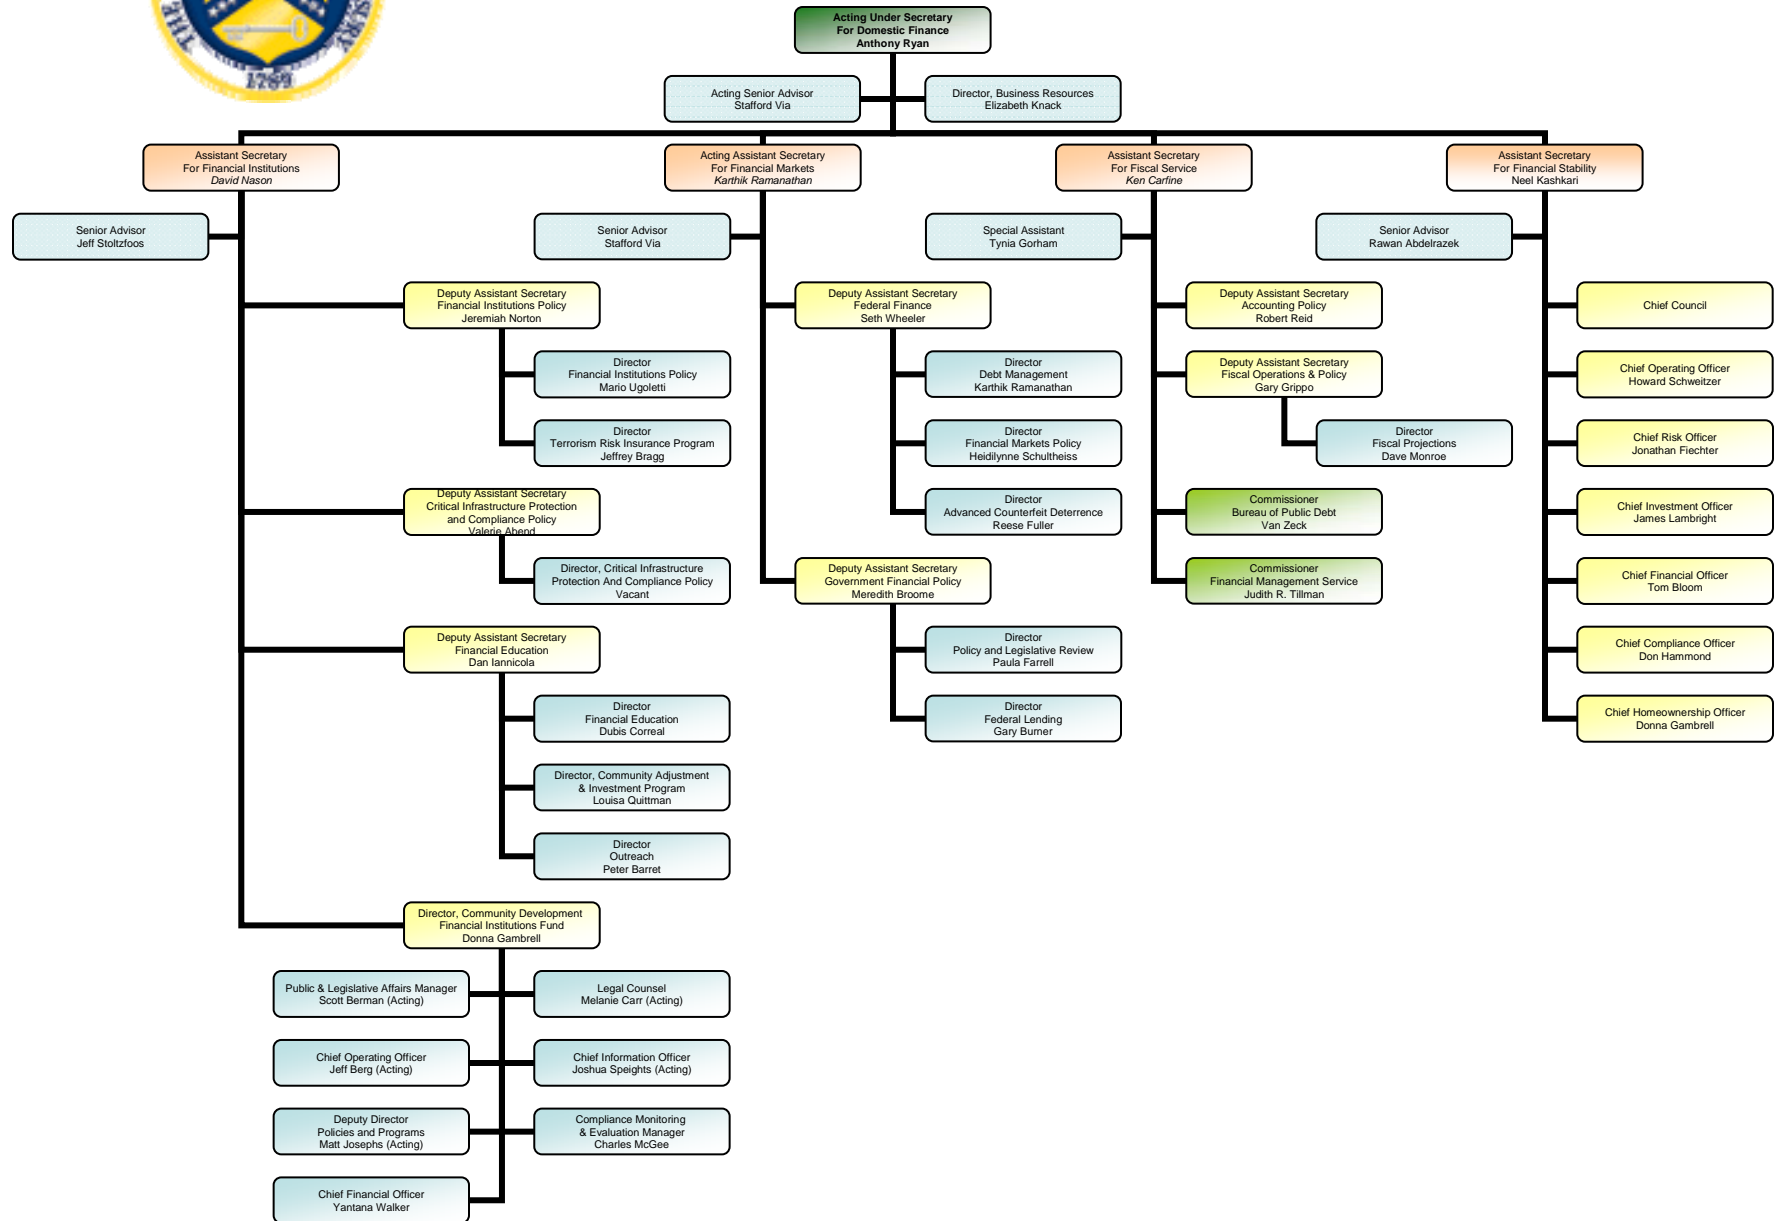 THE
SURY
1789
Acting Under Secretary
For Domestic Finance
Anthony Ryan
Acting Senior Advisor
Stafford Via
Director, Business Resources
Elizabeth Knack
Assistant Secretary
For Financial Institutions
David Nason
Acting Assistant Secretary
For Financial Markets
Karthik Ramanathan
Assistant Secretary
For Fiscal Service
Ken Carfine
Assistant Secretary
For Financial Stability
Neel Kashkari
Senior Advisor
Jeff Stoltzfoos
Senior Advisor
Stafford Via
Special Assistant
Tynia Gorham
Senior Advisor
Rawan Abdelrazek
Deputy Assistant Secretary
Financial Institutions Policy
Jeremiah Norton
Director
Financial Institutions Policy
Mario Ugoletti
Director
Terrorism Risk Insurance Program
Jeffrey Bragg
Deputy Assistant Secretary
Critical Infrastructure Protection
and Compliance Policy
Valerie Abend
Director, Critical Infrastructure
Protection And Compliance Policy
Vacant
Deputy Assistant Secretary
Financial Education
Dan Iannicola
Director
Financial Education
Dubis Correal
Director, Community Adjustment
& Investment Program
Louisa Quittman
Director
Outreach
Peter Barret
Director, Community Development
Financial Institutions Fund
Donna Gambrell
Public & Legislative Affairs Manager
Scott Berman (Acting)
Legal Counsel
Melanie Carr (Acting)
Chief Operating Officer
Jeff Berg (Acting)
Chief Information Officer
Joshua Speights (Acting)
Deputy Director
Policies and Programs
Matt Josephs (Acting)
Compliance Monitoring
& Evaluation Manager
Charles McGee
Chief Financial Officer
Yantana Walker
Deputy Assistant Secretary
Federal Finance
Seth Wheeler
Director
Debt Management
Karthik Ramanathan
Director
Financial Markets Policy
Heidilynne Schultheiss
Director
Advanced Counterfeit Deterrence
Reese Fuller
Deputy Assistant Secretary
Government Financial Policy
Meredith Broome
Director
Policy and Legislative Review
Paula Farrell
Director
Federal Lending
Gary Burner
Deputy Assistant Secretary
Accounting Policy
Robert Reid
Deputy Assistant Secretary
Fiscal Operations & Policy
Gary Grippo
Director
Fiscal Projections
Dave Monroe
Commissioner
Bureau of Public Debt
Van Zeck
Commissioner
Financial Management Service
Judith R. Tillman
Chief Council
Chief Operating Officer
Howard Schweitzer
Chief Risk Officer
Jonathan Fiechter
Chief Investment Officer
James Lambright
Chief Financial Officer
Tom Bloom
Chief Compliance Officer
Don Hammond
Chief Homeownership Officer
Donna Gambrell